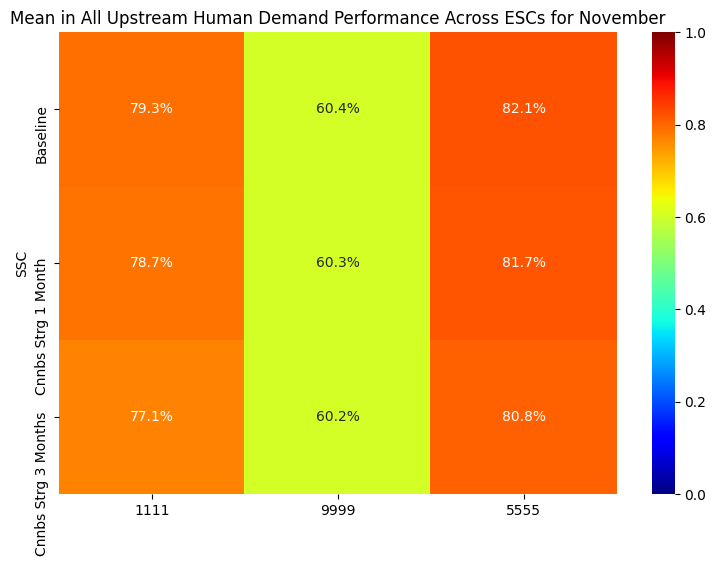 Mean in All Upstream Human Demand Performance Across ESCs for November
SSC
Baseline
79.3% 60.4% 82.1%
Cnnbs Strg 1 Month
78.7% 60.3% 81.7%
Cnnbs Strg 3 Months
77.1% 60.2% 80.8%
1111 9999 5555
1.0
0.8
0.6
0.4
0.2
0.0